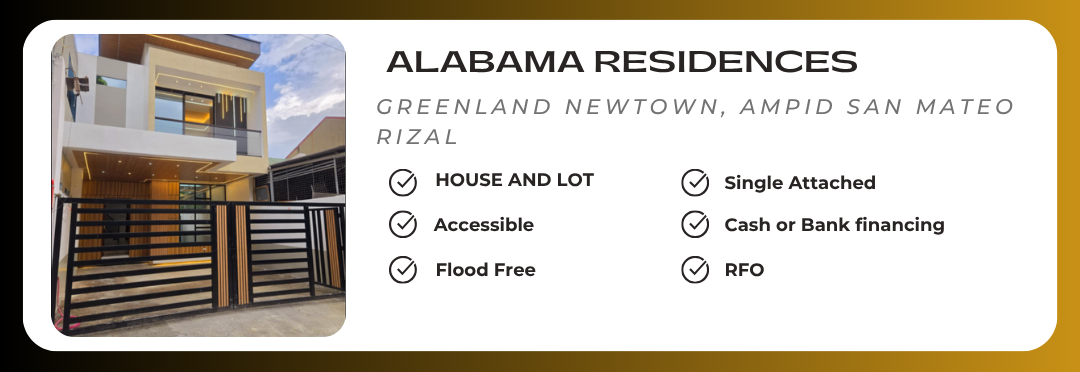 ALABAMA RESIDENCES
GREENLAND NEWTOWN, AMPID SAN MATEO
RIZAL
HOUSE AND LOT
Single Attached
Accessible
Cash or Bank financing
Flood Free
RFO